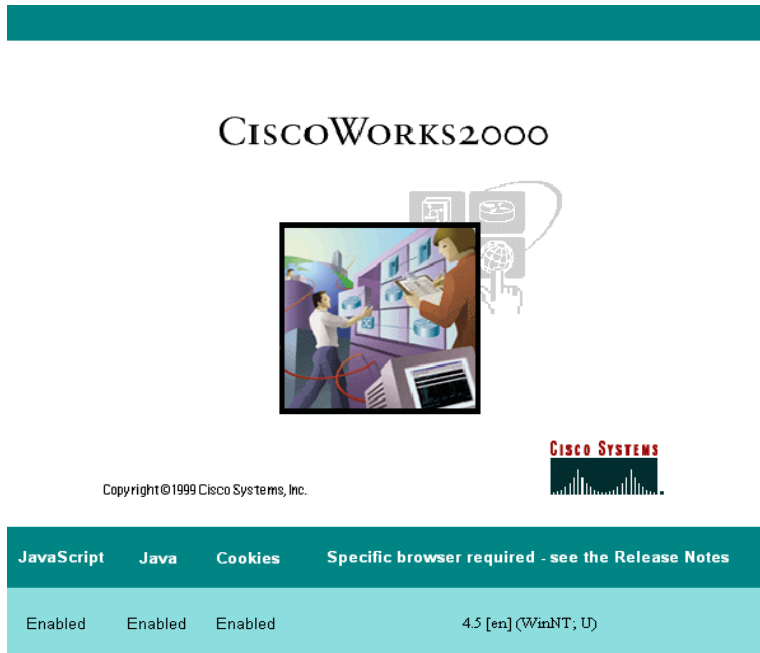 CISCOWORKS2000
CISCO SYSTEMS
Copyright©1999 Cisco Systems, Inc.
JavaScript Java Cookies Specific browser required - see the Release Notes
Enabled Enabled Enabled 4.5 [en] (WinNT; U)